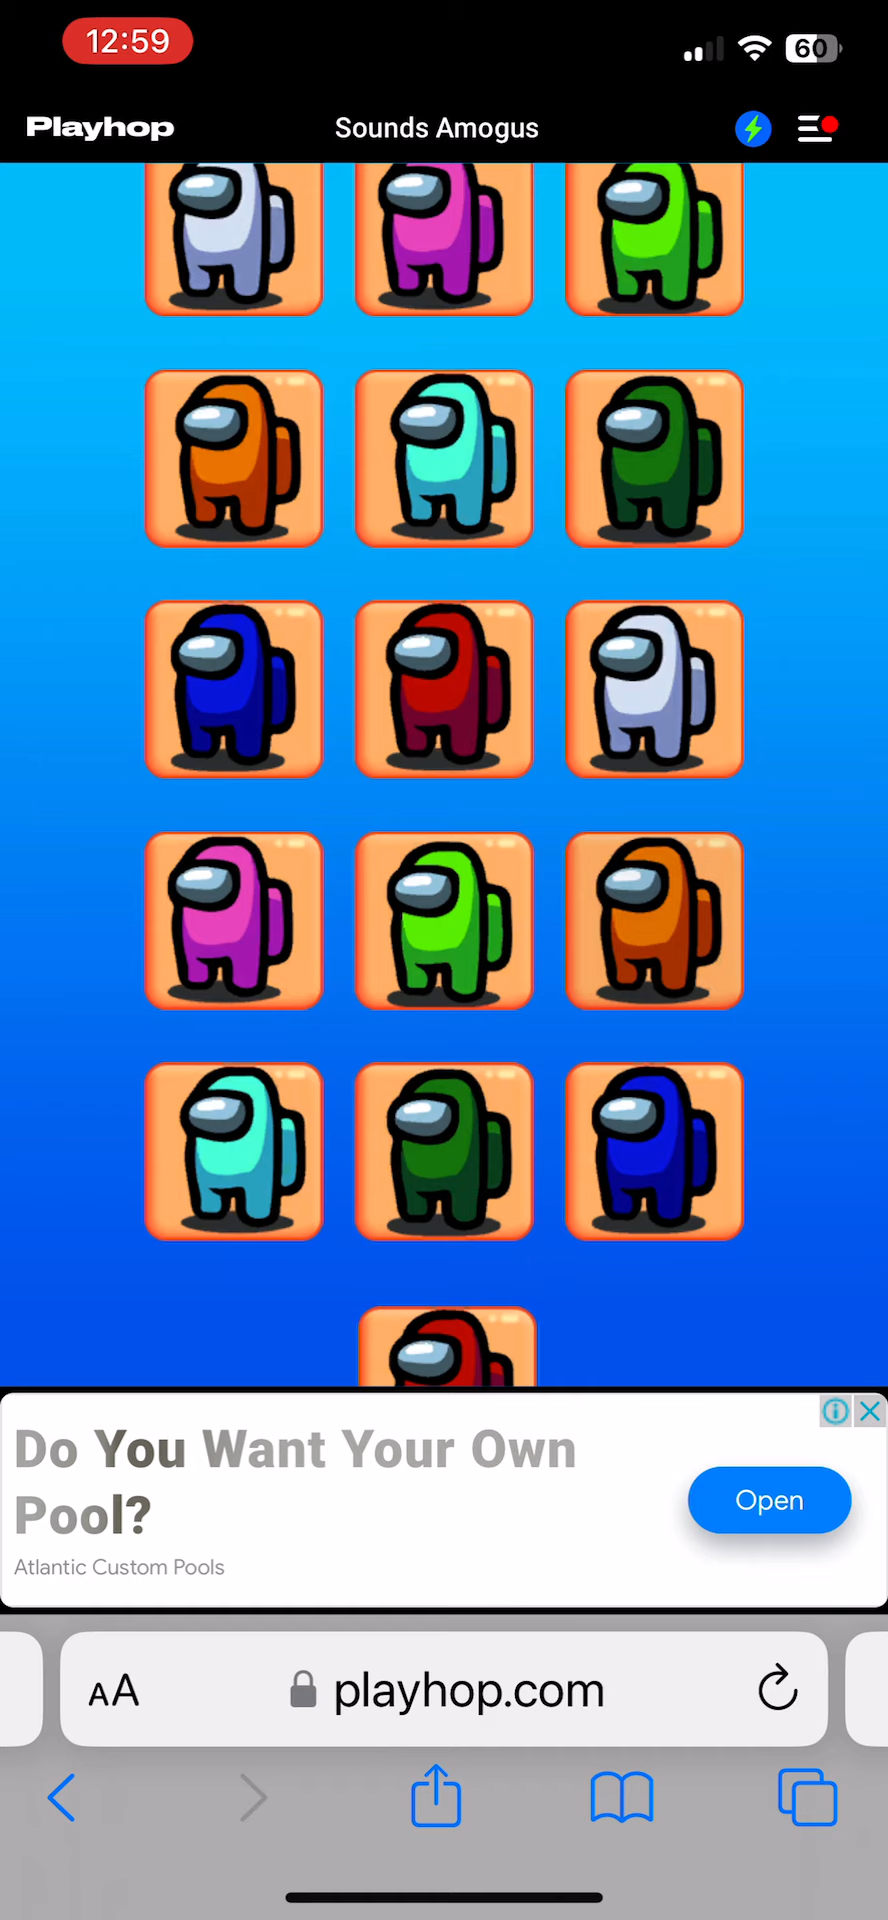 12:59
60
Playhop
Sounds Amogus
Do You Want Your Own
Pool?
Open
Atlantic Custom Pools
AA
playhop.com